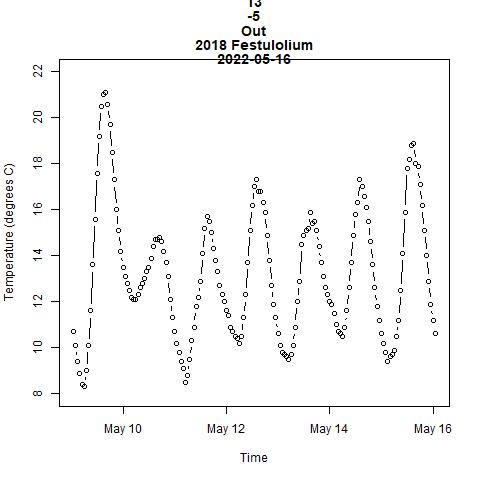 13
-5
Out
2018 Festulolium
2022-05-16
Temperature (degrees C)
22
20
18
16
14
12
10
8
May 10
May 12
May 14
May 16
Time